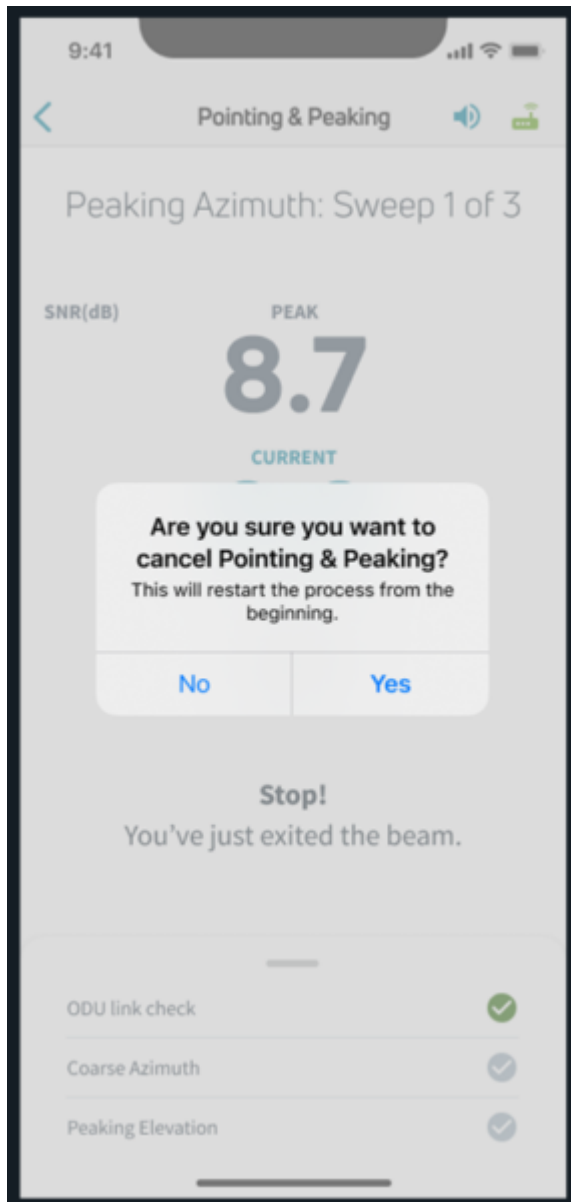 9:41
Pointing & Peaking
Peaking Azimuth: Sweep 1 of 3
SNR(dB)
PEAK
8.7
CURRENT
Are you sure you want to
cancel Pointing & Peaking?
This will restart the process from the
beginning.
No
Yes
Stop!
You've just exited the beam.
ODU link check
Coarse Azimuth
Peaking Elevation